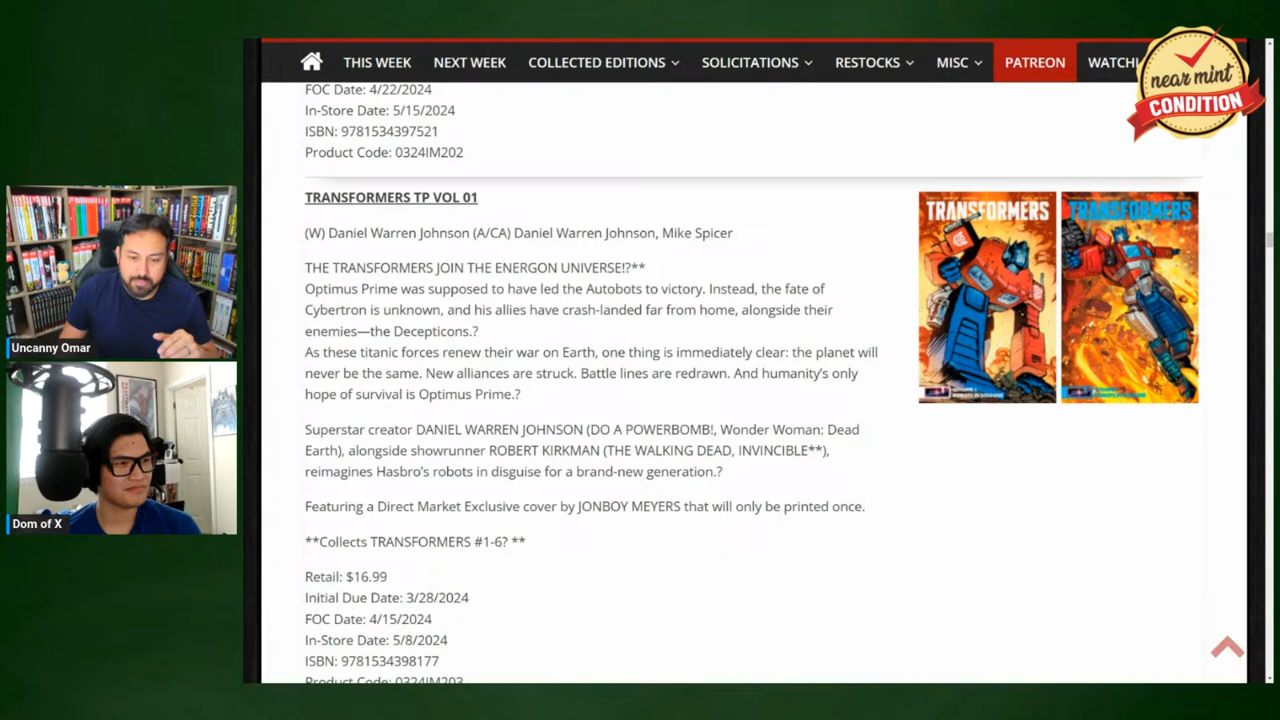 THIS WEEK NEXT WEEK COLLECTED EDITIONS SOLICITATIONS RESTOCKS MISC PATREON
near mint
CONDITION
FOC Date: 4/22/2024
In-Store Date: 5/15/2024
ISBN: 9781534397521
Product Code: 0324IM202
TRANSFORMERS TP VOL 01
(W) Daniel Warren Johnson (A/CA) Daniel Warren Johnson, Mike Spicer
THE TRANSFORMERS JOIN THE ENERGON UNIVERSE!?**
Optimus Prime was supposed to have led the Autobots to victory. Instead, the fate of
Cybertron is unknown, and his allies have crash-landed far from home, alongside their
enemies—the Decepticons.?
As these titanic forces renew their war on Earth, one thing is immediately clear: the planet will
never be the same. New alliances are struck. Battle lines are redrawn. And humanity's only
hope of survival is Optimus Prime.?
Superstar creator DANIEL WARREN JOHNSON (DO A POWERBOMB!, Wonder Woman: Dead
Earth), alongside showrunner ROBERT KIRKMAN (THE WALKING DEAD, INVINCIBLE**),
reimagines Hasbro's robots in disguise for a brand-new generation.?
Featuring a Direct Market Exclusive cover by JONBOY MEYERS that will only be printed once.
**Collects TRANSFORMERS #1-6? **
Retail: $16.99
Initial Due Date: 3/28/2024
FOC Date: 4/15/2024
In-Store Date: 5/8/2024
ISBN: 9781534398177
Product Code: 0324IM203
TRANSFORMERS
TRANSFORMERS
Uncanny Omar
Dom of X